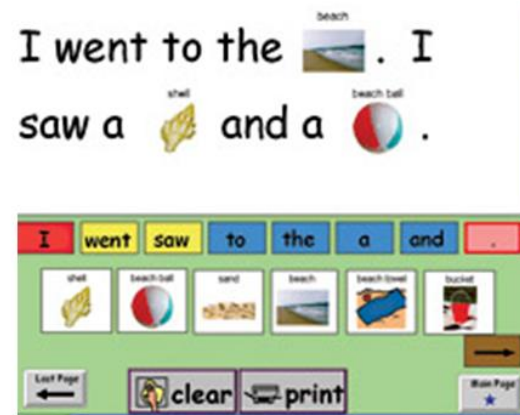 beach
I went to the . I
shell beach ball
saw a and a .
I went saw to the a and .
shell beach ball sand beach beach towel bucket
Last Page clear print Main Page